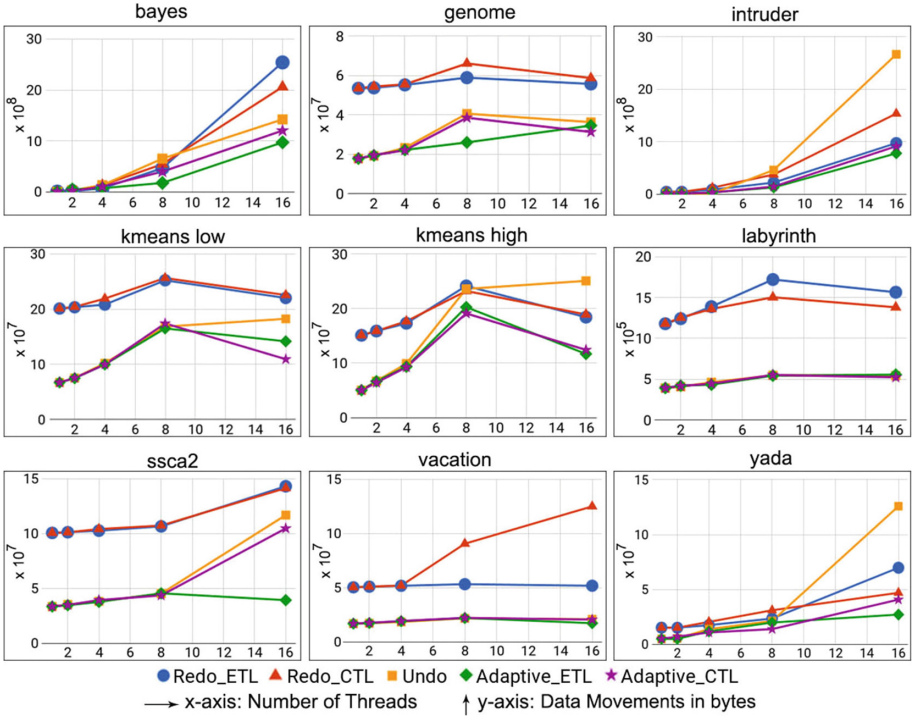 bayes
genome
intruder
30
20
10
0
x 10^8
2 4 6 8 10 12 14 16
8
6
4
2
0
x 10^7
2 4 6 8 10 12 14 16
30
20
10
0
x 10^8
2 4 6 8 10 12 14 16
kmeans low
kmeans high
labyrinth
30
20
10
0
x 10^7
2 4 6 8 10 12 14 16
30
20
10
0
x 10^7
2 4 6 8 10 12 14 16
20
15
10
5
0
x 10^5
2 4 6 8 10 12 14 16
ssca2
vacation
yada
15
10
5
0
x 10^7
2 4 6 8 10 12 14 16
15
10
5
0
x 10^7
2 4 6 8 10 12 14 16
15
10
5
0
x 10^7
2 4 6 8 10 12 14 16
Redo_ETL Redo_CTL Undo Adaptive_ETL Adaptive_CTL
x-axis: Number of Threads y-axis: Data Movements in bytes